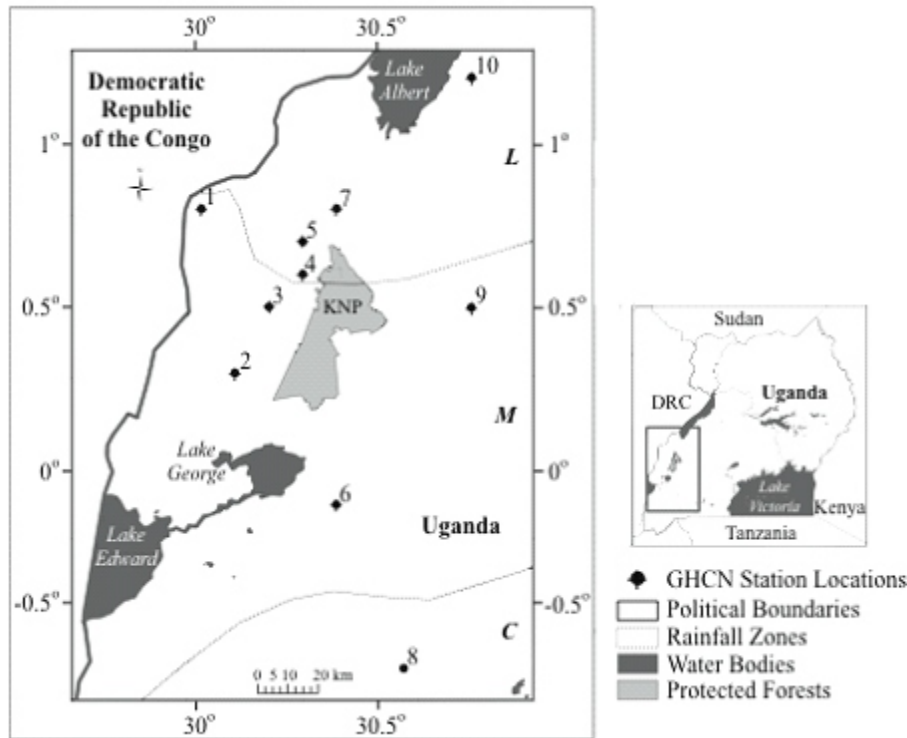 30° 30.5°
Democratic
Republic
of the Congo
Lake
Albert
10
1° 1°
L
1 7
5
4
3 KNP 9
0.5° 0.5°
2
M
Lake
George
0° 0°
6
Uganda
Lake
Edward
-0.5° -0.5°
C
8
0 5 10 20 km
30° 30.5°
Sudan
DRC
Uganda
Lake
Victoria
Kenya
Tanzania
GHCN Station Locations
Political Boundaries
Rainfall Zones
Water Bodies
Protected Forests